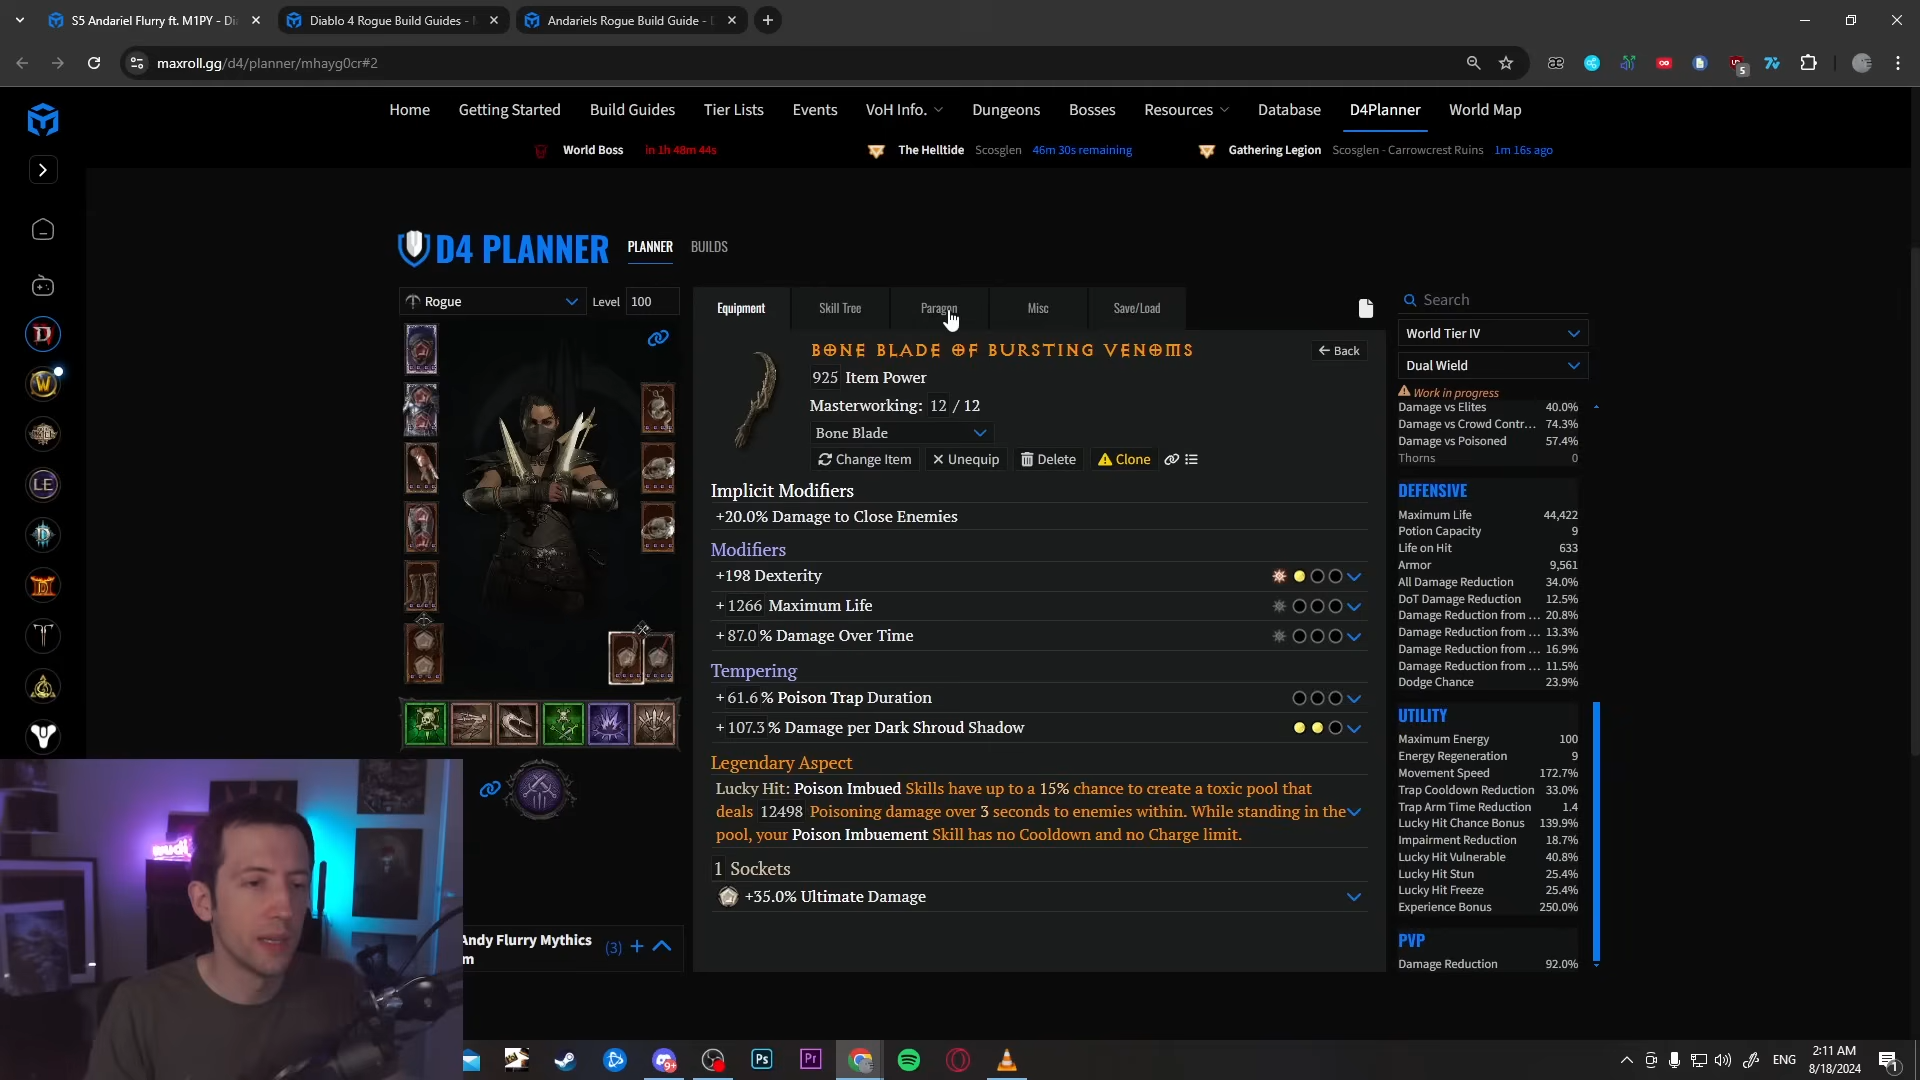 S5 Andariel Flurry ft. M1PY - Di
Diablo 4 Rogue Build Guides -
Andariels Rogue Build Guide -
maxroll.gg/d4/planner/mhayg0cr#2
5
Home
Getting Started
Build Guides
Tier Lists
Events
VoH Info.
Dungeons
Bosses
Resources
Database
D4Planner
World Map
World Boss in 1h 48m 44s
The Helltide Scosglen 46m 30s remaining
Gathering Legion Scosglen - Carrowcrest Ruins 1m 16s ago
D4 PLANNER
PLANNER
BUILDS
Rogue
Level 100
Equipment
Skill Tree
Paragon
Misc
Save/Load
BONE BLADE OF BURSTING VENOMS
Back
925 Item Power
Masterworking: 12 / 12
Bone Blade
Change Item
Unequip
Delete
Clone
Implicit Modifiers
+20.0% Damage to Close Enemies
Modifiers
+198 Dexterity
+ 1266 Maximum Life
+ 87.0 % Damage Over Time
Tempering
+ 61.6 % Poison Trap Duration
+ 107.3 % Damage per Dark Shroud Shadow
Legendary Aspect
Lucky Hit: Poison Imbued Skills have up to a 15% chance to create a toxic pool that
deals 12498 Poisoning damage over 3 seconds to enemies within. While standing in the
pool, your Poison Imbuement Skill has no Cooldown and no Charge limit.
1 Sockets
+35.0% Ultimate Damage
Search
World Tier IV
Dual Wield
Work in progress
Damage vs Elites 40.0%
Damage vs Crowd Contr... 74.3%
Damage vs Poisoned 57.4%
Thorns 0
DEFENSIVE
Maximum Life 44,422
Potion Capacity 9
Life on Hit 633
Armor 9,561
All Damage Reduction 34.0%
DoT Damage Reduction 12.5%
Damage Reduction from ... 20.8%
Damage Reduction from ... 13.3%
Damage Reduction from ... 16.9%
Damage Reduction from ... 11.5%
Dodge Chance 23.9%
UTILITY
Maximum Energy 100
Energy Regeneration 9
Movement Speed 172.7%
Trap Cooldown Reduction 33.0%
Trap Arm Time Reduction 1.4
Lucky Hit Chance Bonus 139.9%
Impairment Reduction 18.7%
Lucky Hit Vulnerable 40.8%
Lucky Hit Stun 25.4%
Lucky Hit Freeze 25.4%
Experience Bonus 250.0%
PVP
Damage Reduction 92.0%
Andy Flurry Mythics
m
(3)
wudi
LE
W
D
Ps
Pr
9+
ENG
2:11 AM
8/18/2024
1